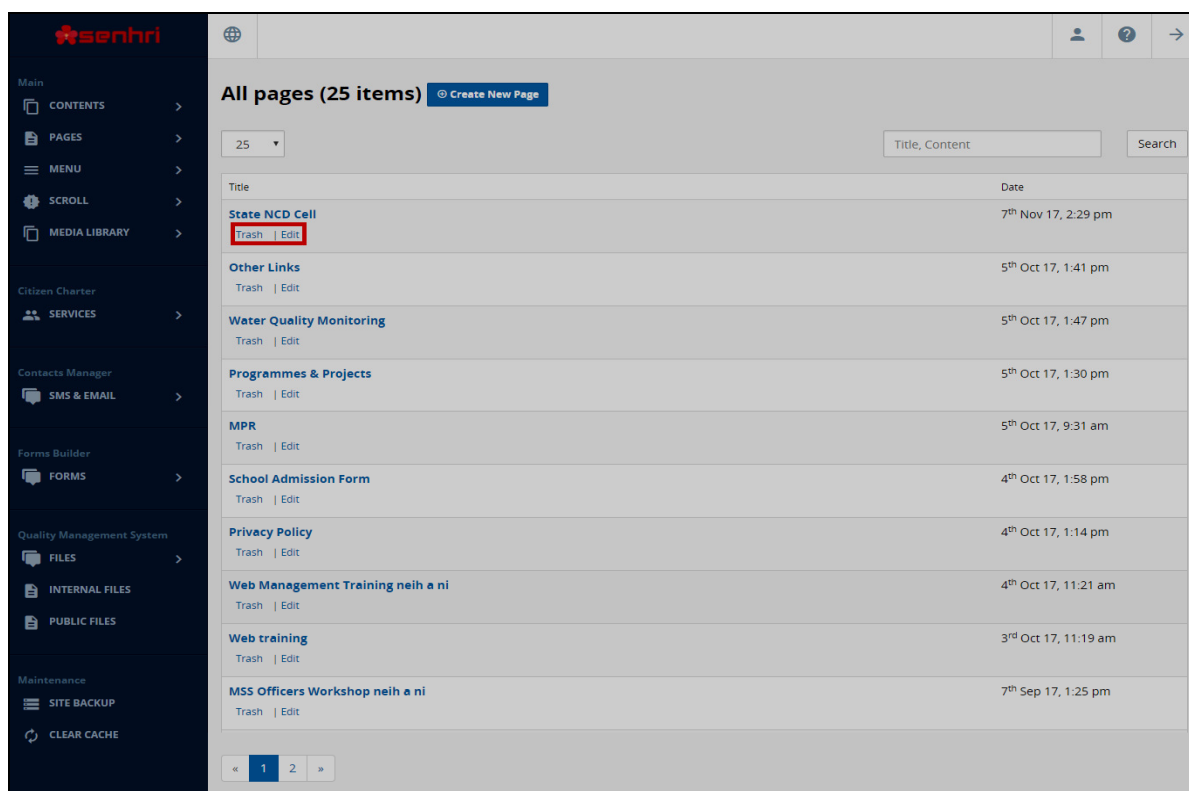 senhri
Main
CONTENTS
PAGES
MENU
SCROLL
MEDIA LIBRARY
Citizen Charter
SERVICES
Contacts Manager
SMS & EMAIL
Forms Builder
FORMS
Quality Management System
FILES
INTERNAL FILES
PUBLIC FILES
Maintenance
SITE BACKUP
CLEAR CACHE
All pages (25 items) Create New Page
25 Title, Content Search
Title Date
State NCD Cell 7th Nov 17, 2:29 pm
Trash | Edit
Other Links 5th Oct 17, 1:41 pm
Trash | Edit
Water Quality Monitoring 5th Oct 17, 1:47 pm
Trash | Edit
Programmes & Projects 5th Oct 17, 1:30 pm
Trash | Edit
MPR 5th Oct 17, 9:31 am
Trash | Edit
School Admission Form 4th Oct 17, 1:58 pm
Trash | Edit
Privacy Policy 4th Oct 17, 1:14 pm
Trash | Edit
Web Management Training neih a ni 4th Oct 17, 11:21 am
Trash | Edit
Web training 3rd Oct 17, 11:19 am
Trash | Edit
MSS Officers Workshop neih a ni 7th Sep 17, 1:25 pm
Trash | Edit
« 1 2 »